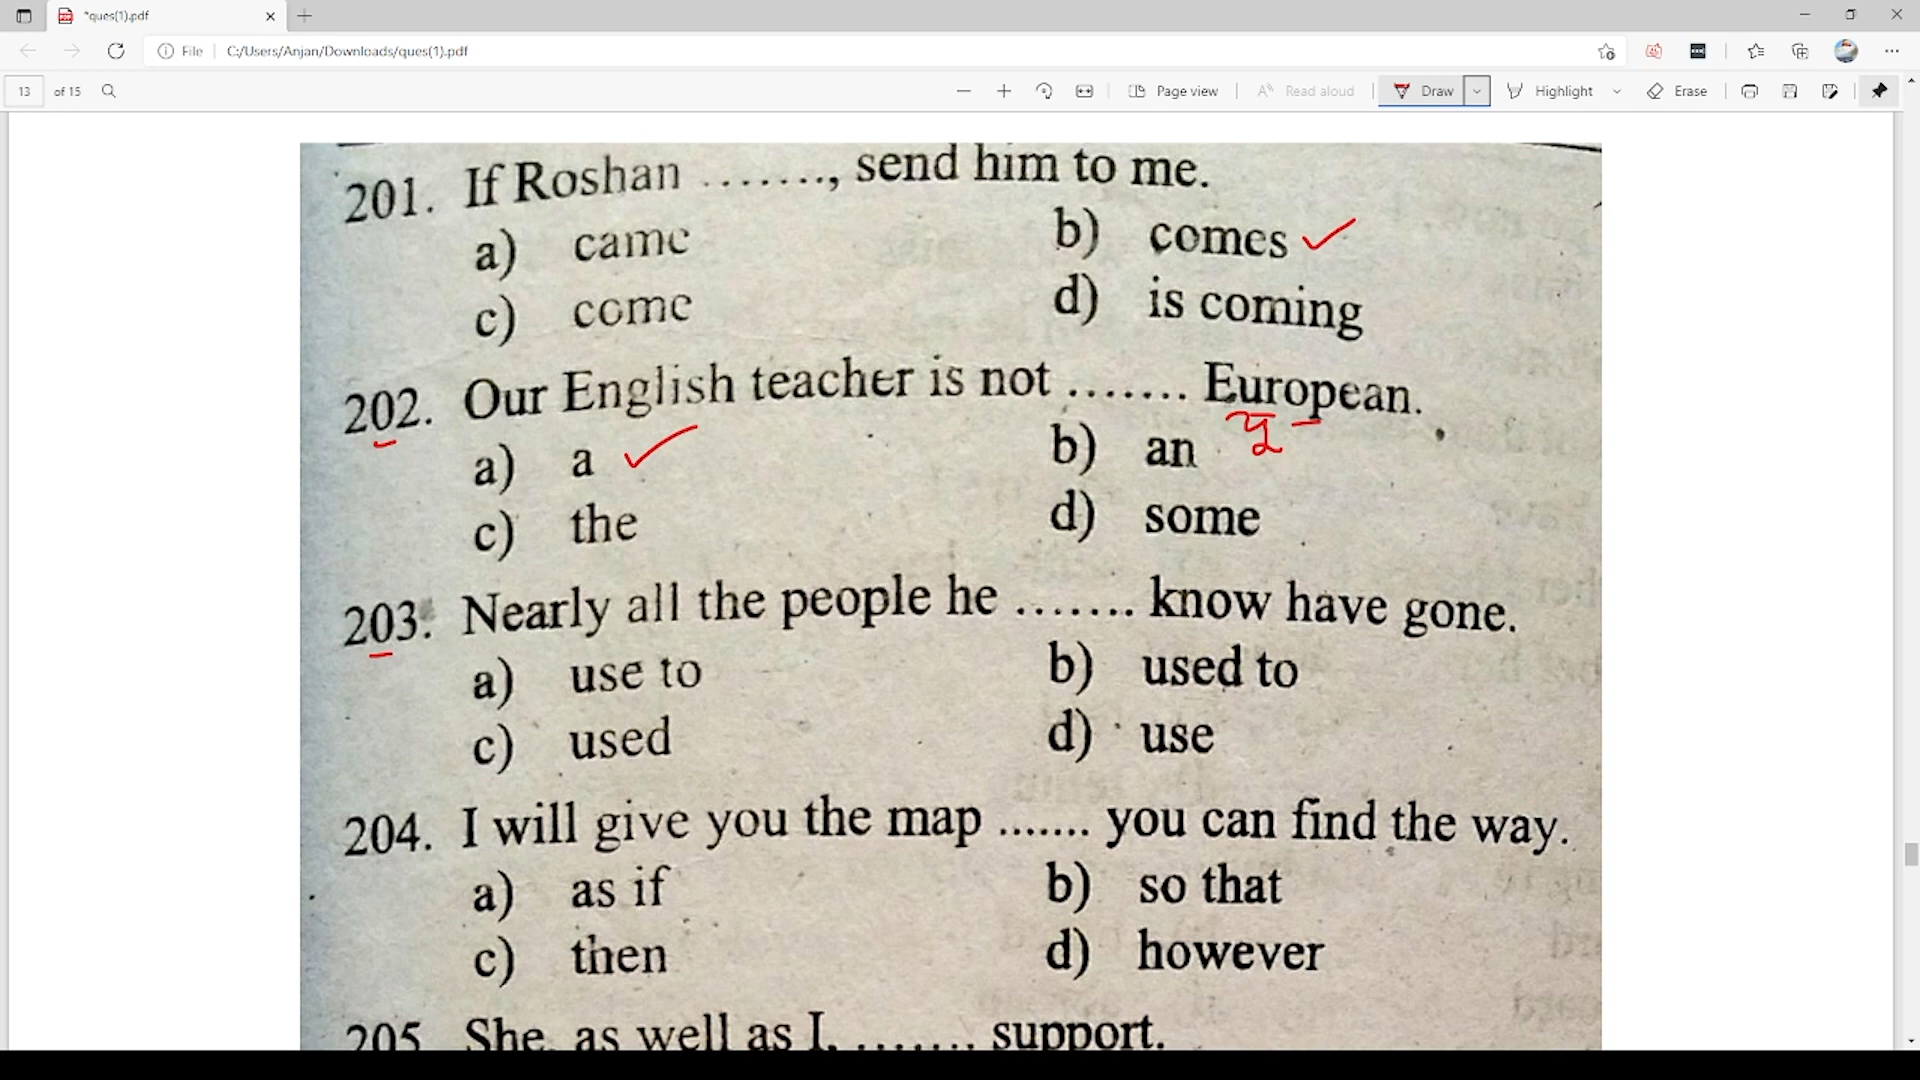 *ques(1).pdf
File C:/Users/Anjan/Downloads/ques(1).pdf
13 of 15 Page view Read aloud Draw Highlight Erase
201. If Roshan ......., send him to me.
a) came b) comes
c) come d) is coming
202. Our English teacher is not ....... European.
यु
a) a b) an
c) the d) some
203. Nearly all the people he ....... know have gone.
a) use to b) used to
c) used d) use
204. I will give you the map ....... you can find the way.
a) as if b) so that
c) then d) however
205 She, as well as I, ....... support.